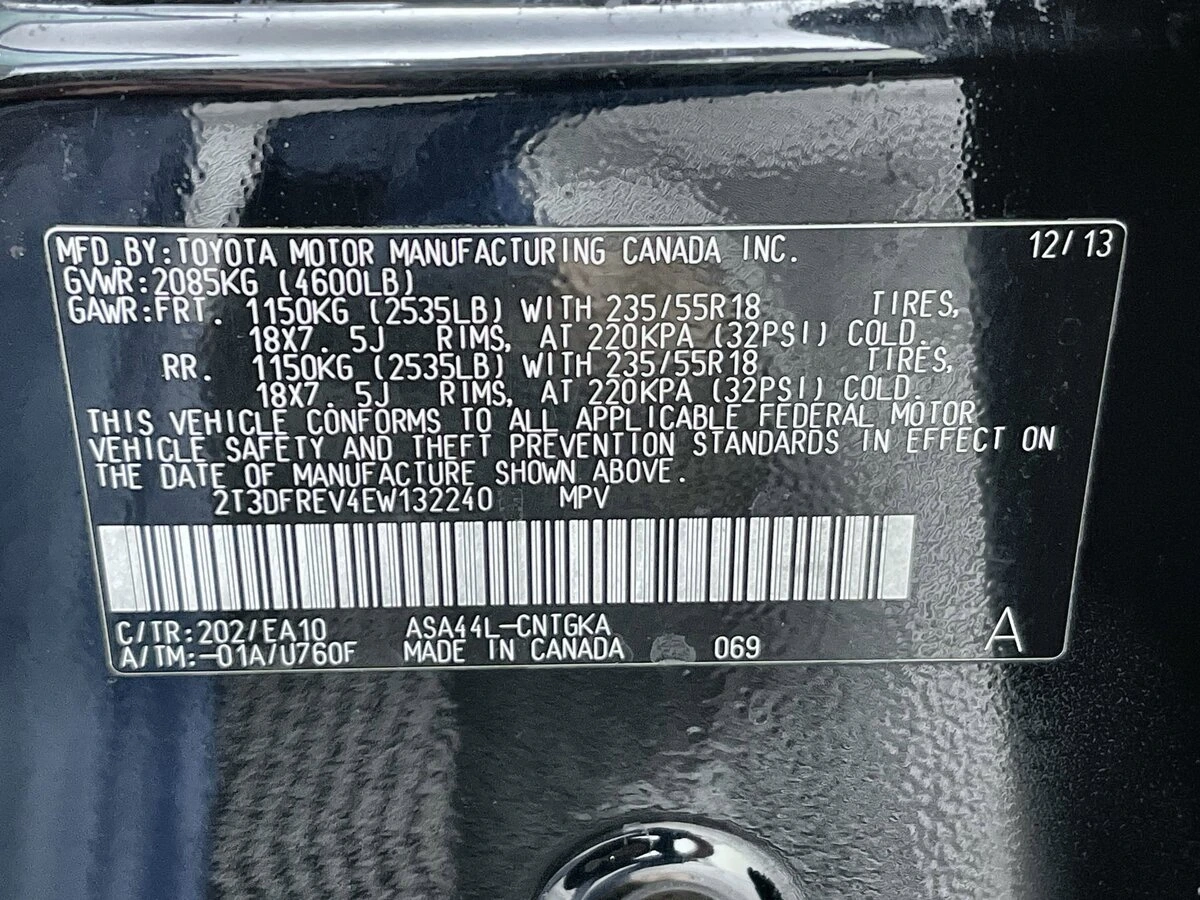 MFD.BY:TOYOTA MOTOR MANUFACTURING CANADA INC. 12/13
GVWR:2085KG (4600LB)
GAWR:FRT. 1150KG (2535LB) WITH 235/55R18 TIRES,
18X7. 5J RIMS, AT 220KPA (32PSI) COLD.
RR. 1150KG (2535LB) WITH 235/55R18 TIRES,
18X7. 5J RIMS, AT 220KPA (32PSI) COLD.
THIS VEHICLE CONFORMS TO ALL APPLICABLE FEDERAL MOTOR
VEHICLE SAFETY AND THEFT PREVENTION STANDARDS IN EFFECT ON
THE DATE OF MANUFACTURE SHOWN ABOVE.
2T3DFREV4EW132240 MPV
C/TR:202/EA10 ASA44L-CNTGKA
A/TM:-01A/U760F MADE IN CANADA 069 A